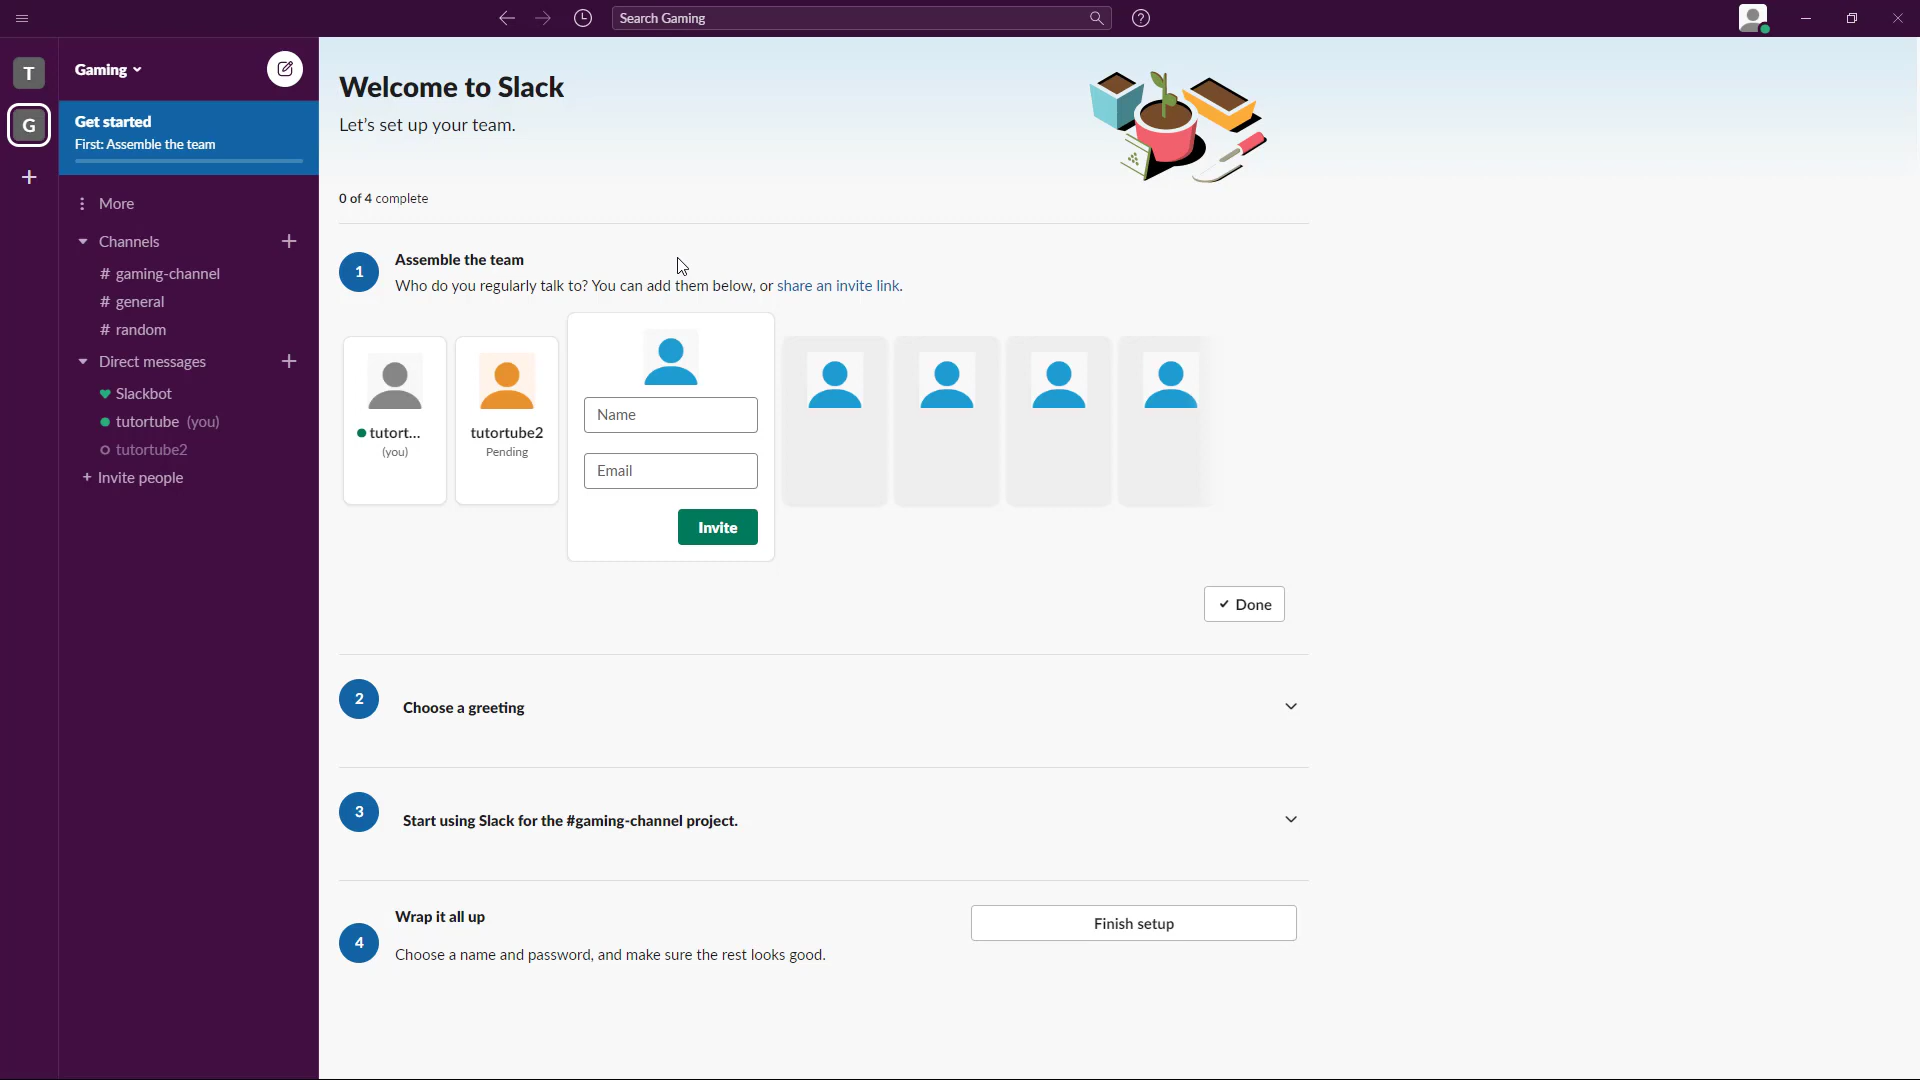 Search Gaming
T
G
Gaming
Get started
First: Assemble the team
More
Channels
# gaming-channel
# general
# random
Direct messages
Slackbot
tutortube (you)
tutortube2
+ Invite people
Welcome to Slack
Let's set up your team.
0 of 4 complete
1
Assemble the team
Who do you regularly talk to? You can add them below, or share an invite link.
tutort...
(you)
tutortube2
Pending
Name
Email
Invite
Done
2
Choose a greeting
3
Start using Slack for the #gaming-channel project.
4
Wrap it all up
Choose a name and password, and make sure the rest looks good.
Finish setup